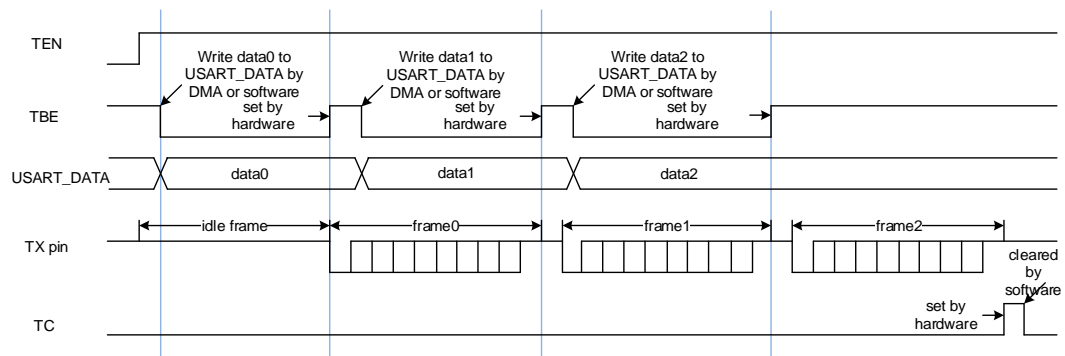 TEN
Write data0 to
USART_DATA by
DMA or software
Write data1 to
USART_DATA by
DMA or software
Write data2 to
USART_DATA by
DMA or software
TBE
set by
hardware
set by
hardware
set by
hardware
USART_DATA
data0
data1
data2
idle frame
frame0
frame1
frame2
TX pin
cleared
by
software
set by
hardware
TC